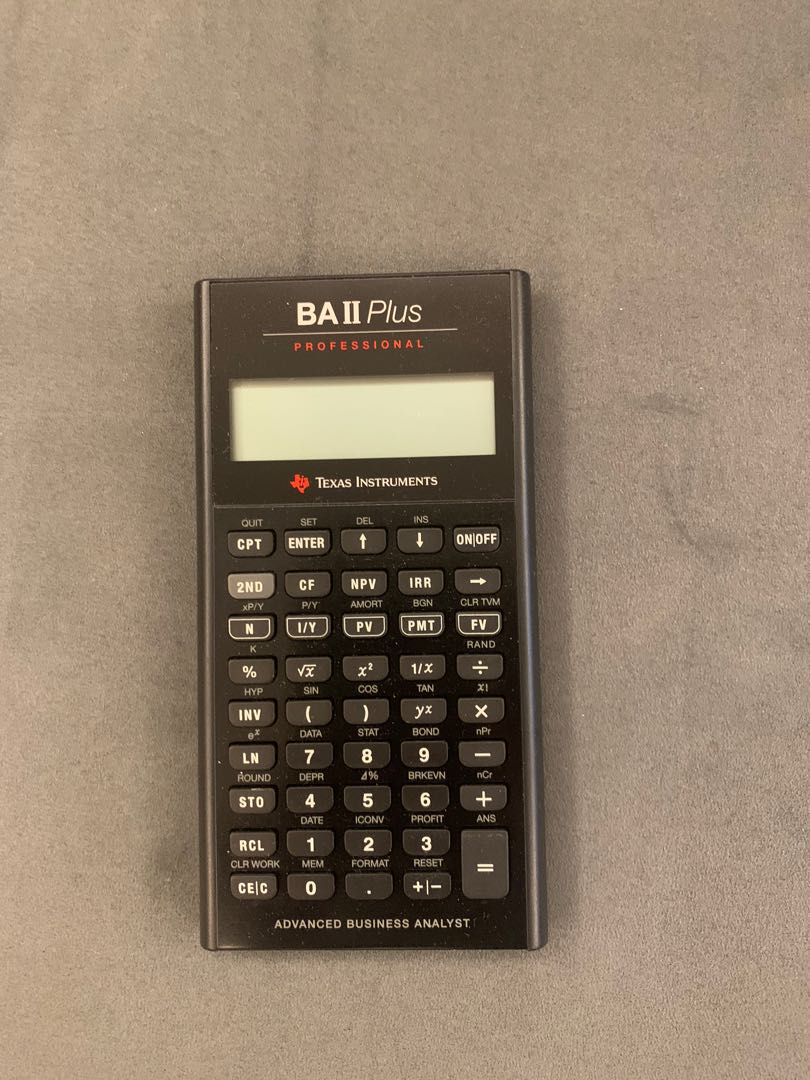 BA II Plus
PROFESSIONAL
TEXAS INSTRUMENTS
QUIT SET DEL INS
CPT ENTER ↑ ↓ ON|OFF
2ND CF NPV IRR →
xP/Y P/Y AMORT BGN CLR TVM
N I/Y PV PMT FV
K RAND
% √x x² 1/x ÷
HYP SIN COS TAN x!
INV ( ) yˣ ×
eˣ DATA STAT BOND nPr
LN 7 8 9 −
ROUND DEPR Δ% BRKEVN nCr
STO 4 5 6 +
DATE ICONV PROFIT ANS
RCL 1 2 3 =
CLR WORK MEM FORMAT RESET
CE|C 0 . +|−
ADVANCED BUSINESS ANALYST